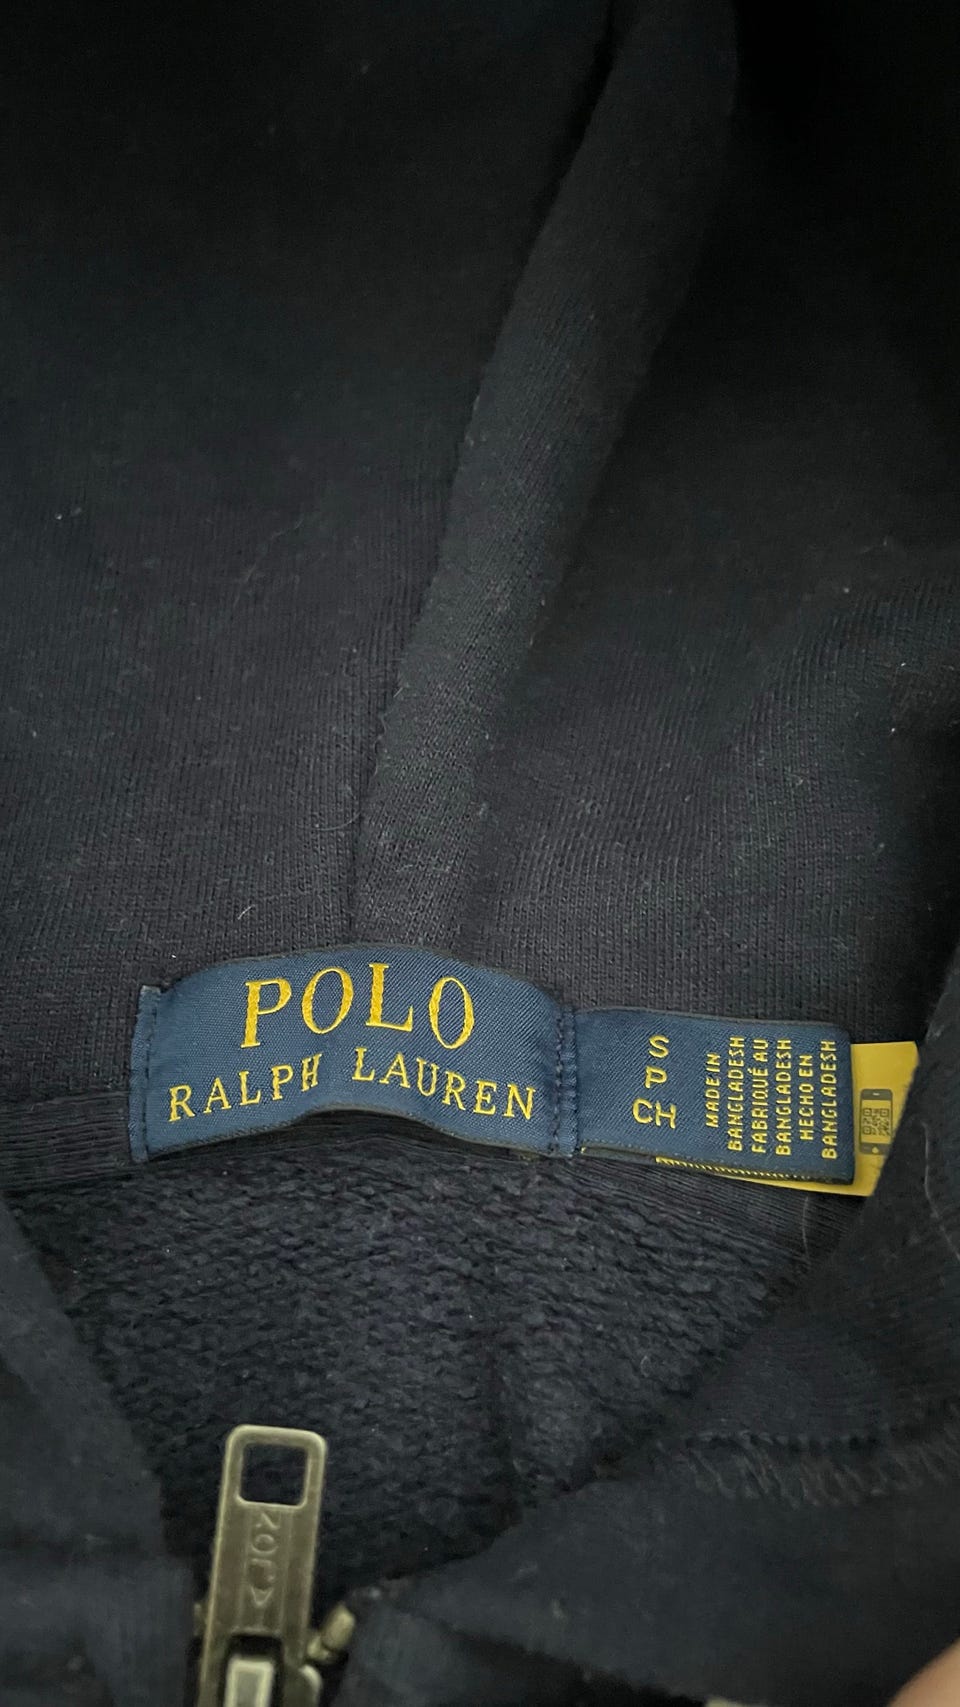 POLO
RALPH LAUREN
S
P
CH
MADE IN
BANGLADESH
FABRIQUÉ AU
BANGLADESH
HECHO EN
BANGLADESH